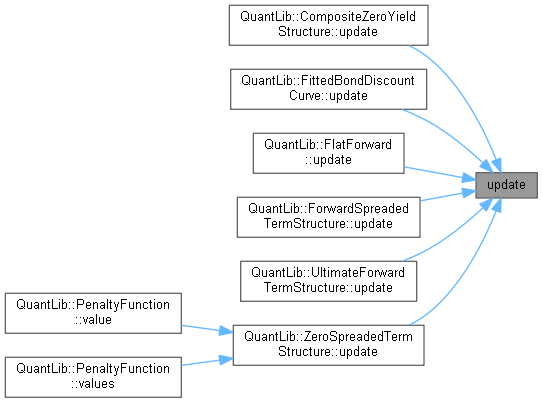 QuantLib::CompositeZeroYield
Structure::update
QuantLib::FittedBondDiscount
Curve::update
QuantLib::FlatForward
::update
update
QuantLib::ForwardSpreaded
TermStructure::update
QuantLib::UltimateForward
TermStructure::update
QuantLib::PenaltyFunction
::value
QuantLib::ZeroSpreadedTerm
Structure::update
QuantLib::PenaltyFunction
::values